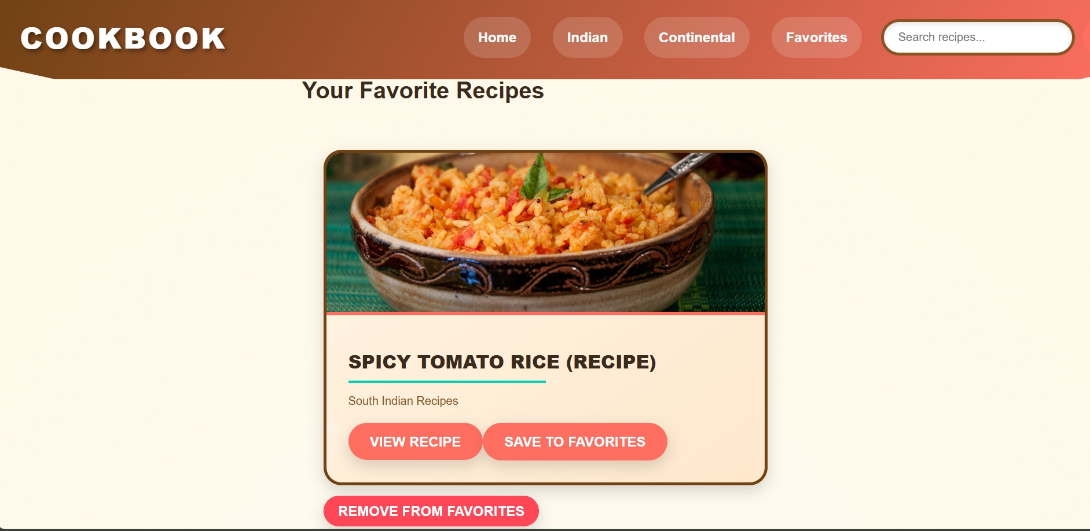 COOKBOOK
Home
Indian
Continental
Favorites
Search recipes...
Your Favorite Recipes
SPICY TOMATO RICE (RECIPE)
South Indian Recipes
VIEW RECIPE
SAVE TO FAVORITES
REMOVE FROM FAVORITES